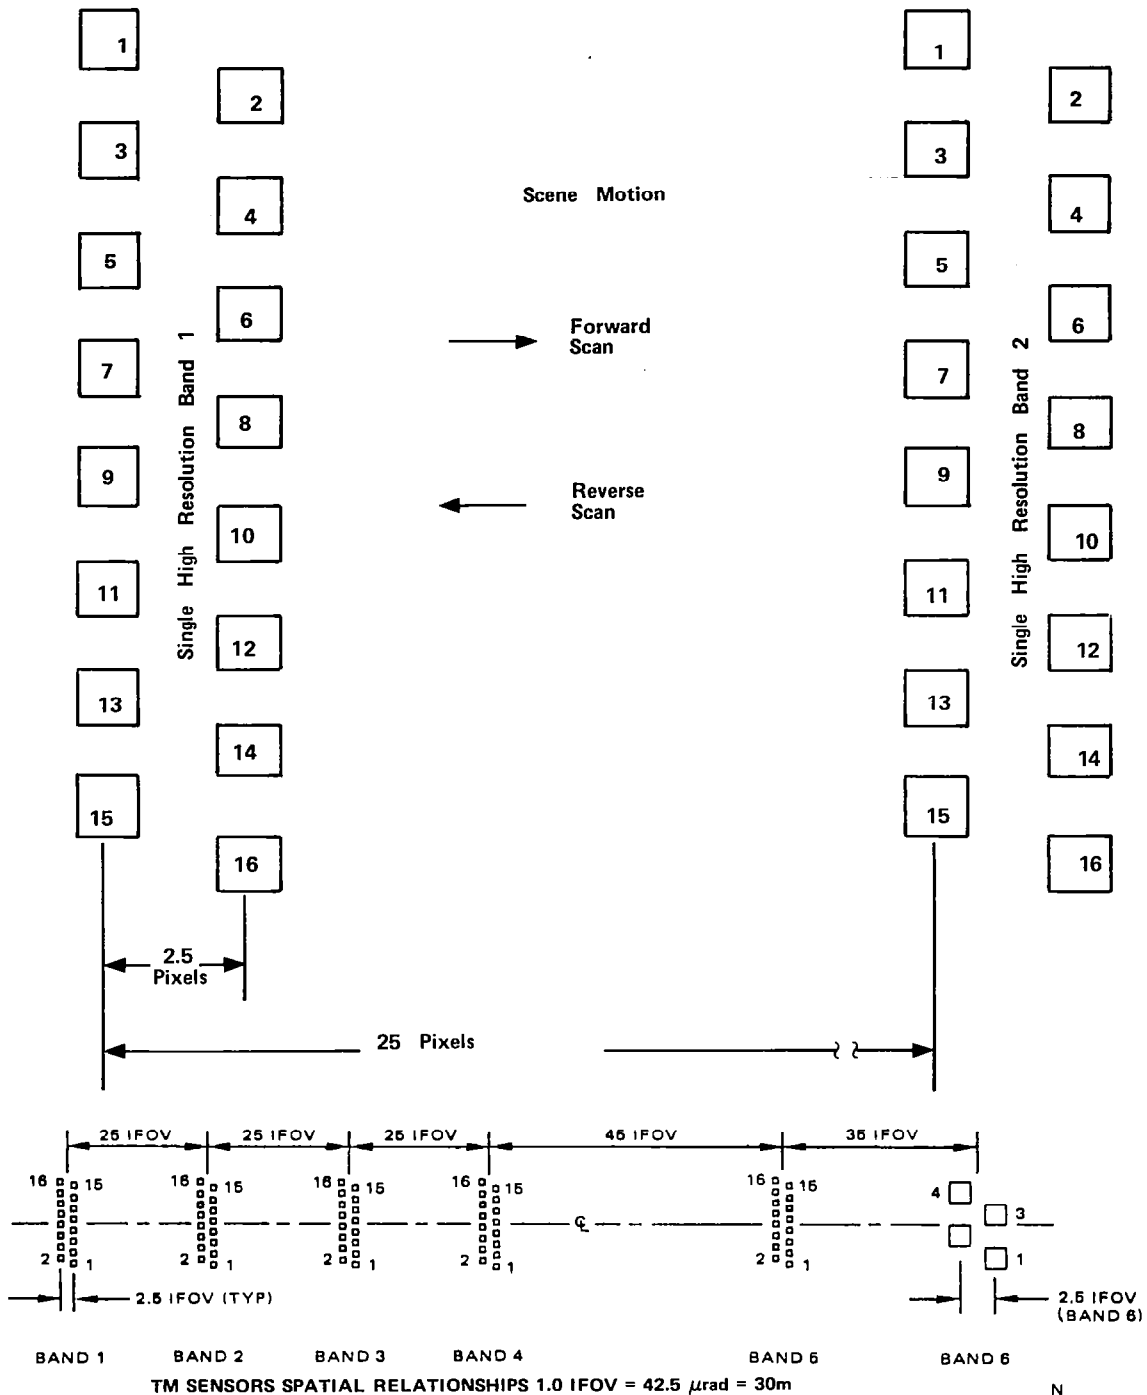 1
1
2
2
3
3
Scene Motion
4
4
5
5
6
6
Forward
Scan
7
7
Single High Resolution Band 1
Single High Resolution Band 2
8
8
9
9
Reverse
Scan
10
10
11
11
12
12
13
13
14
14
15
15
16
16
2.5
Pixels
25 Pixels
25 IFOV
25 IFOV
25 IFOV
45 IFOV
35 IFOV
16
15
16
15
16
15
16
15
16
15
4
3
2
1
2
1
2
1
2
1
2
1
1
2.5 IFOV (TYP)
2.5 IFOV
(BAND 6)
BAND 1
BAND 2
BAND 3
BAND 4
BAND 5
BAND 6
TM SENSORS SPATIAL RELATIONSHIPS 1.0 IFOV = 42.5 μrad = 30m
N